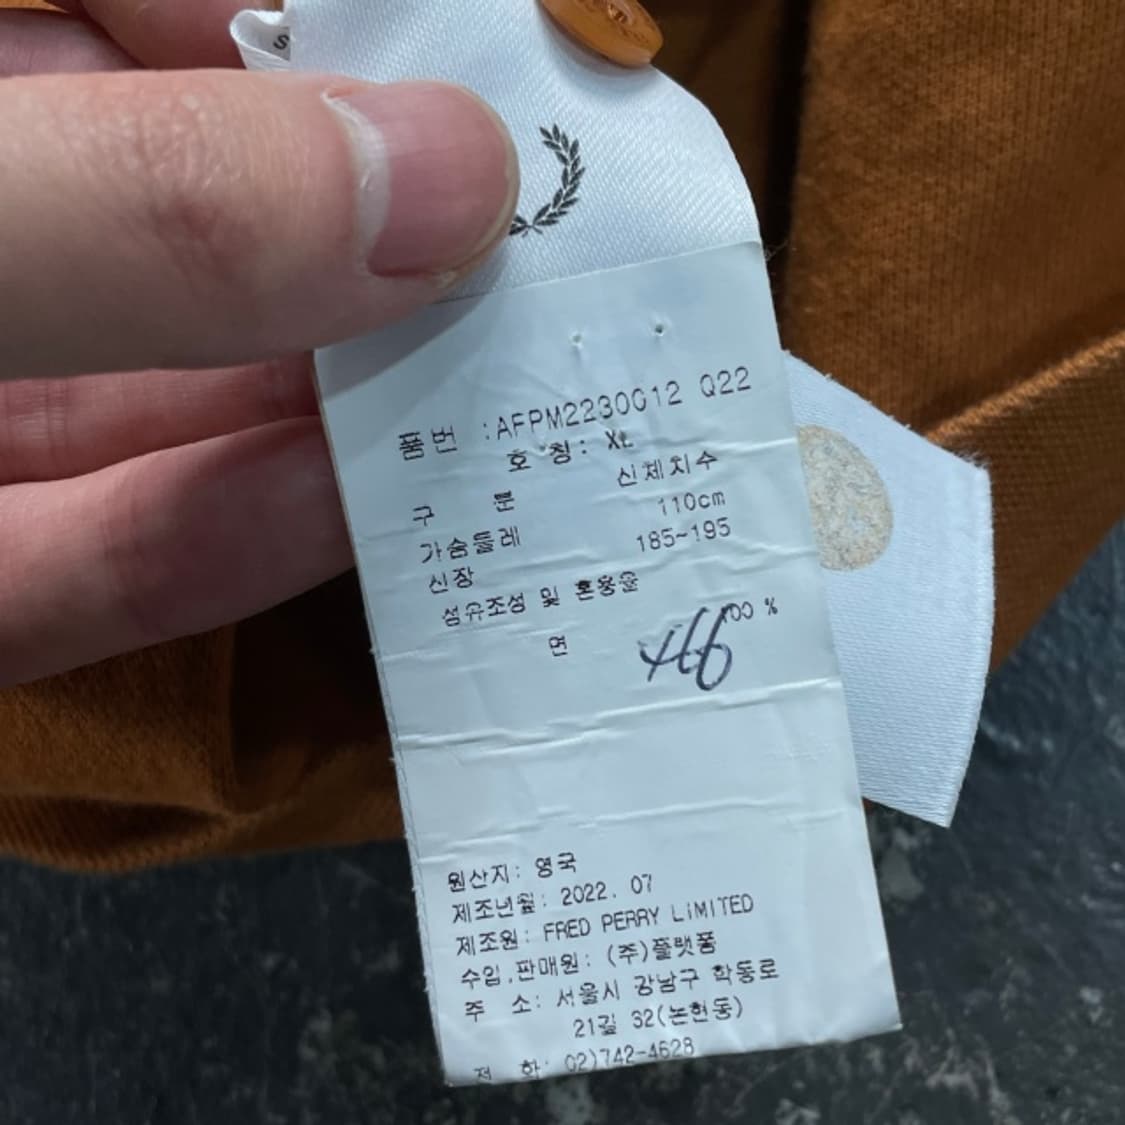 품번 :AFPM2230012 Q22
호 칭: XL
구 분 신체치수
가슴둘레 110cm
신장 185~195
섬유조성 및 혼용율
면 100 %
원산지: 영국
제조년월: 2022. 07
제조원: FRED PERRY LIMITED
수입,판매원: (주)플랫폼
주 소: 서울시 강남구 학동로
21길 32(논현동)
전 화: 02)742-4628